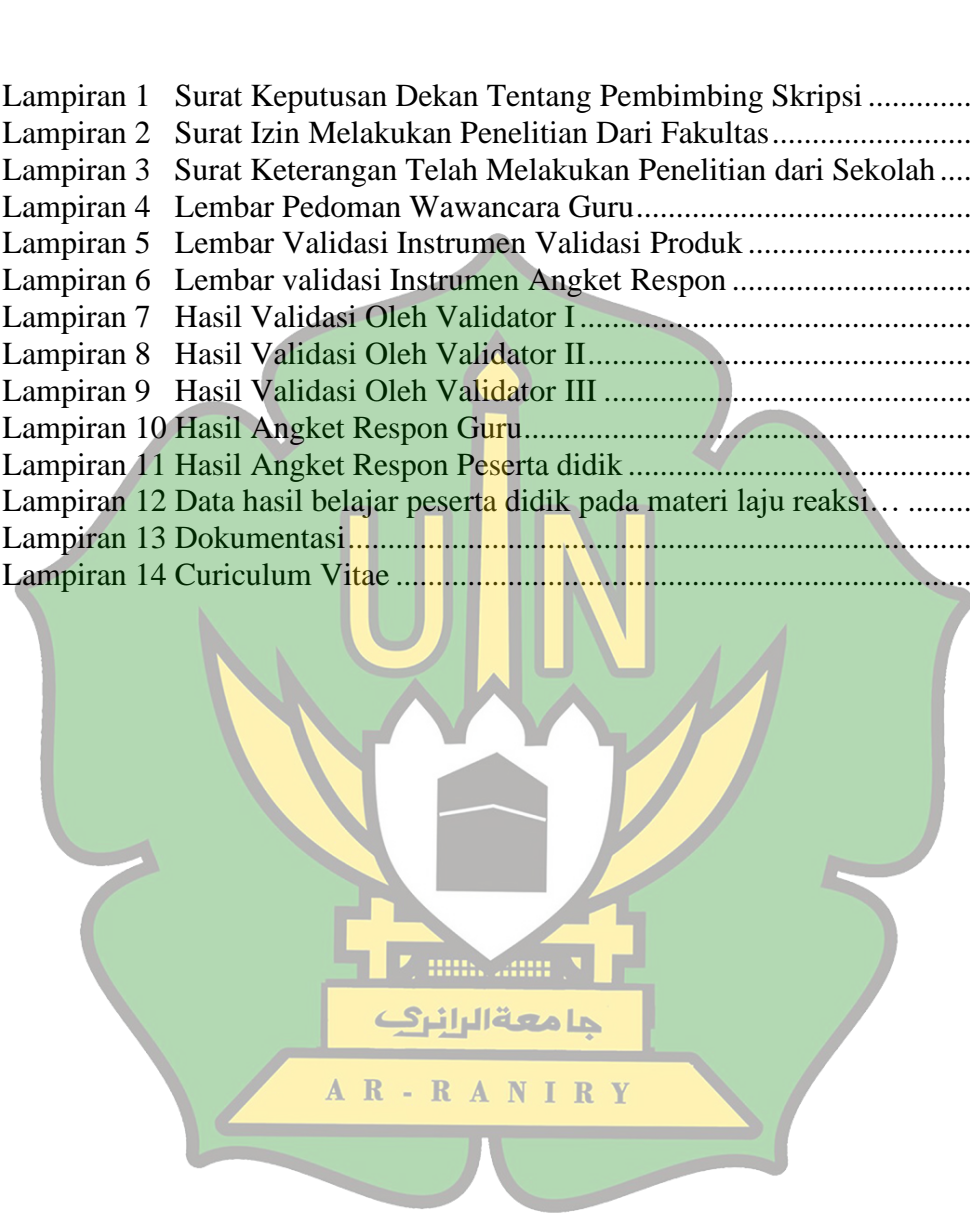 Lampiran 1 Surat Keputusan Dekan Tentang Pembimbing Skripsi .............
Lampiran 2 Surat Izin Melakukan Penelitian Dari Fakultas.........................
Lampiran 3 Surat Keterangan Telah Melakukan Penelitian dari Sekolah ....
Lampiran 4 Lembar Pedoman Wawancara Guru..........................................
Lampiran 5 Lembar Validasi Instrumen Validasi Produk ............................
Lampiran 6 Lembar validasi Instrumen Angket Respon ..............................
Lampiran 7 Hasil Validasi Oleh Validator I .................................................
Lampiran 8 Hasil Validasi Oleh Validator II................................................
Lampiran 9 Hasil Validasi Oleh Validator III ..............................................
Lampiran 10 Hasil Angket Respon Guru........................................................
Lampiran 11 Hasil Angket Respon Peserta didik ...........................................
Lampiran 12 Data hasil belajar peserta didik pada materi laju reaksi… ........
Lampiran 13 Dokumentasi..............................................................................
Lampiran 14 Curiculum Vitae ........................................................................
UIN
جامعةالرانري
AR-RANIRY